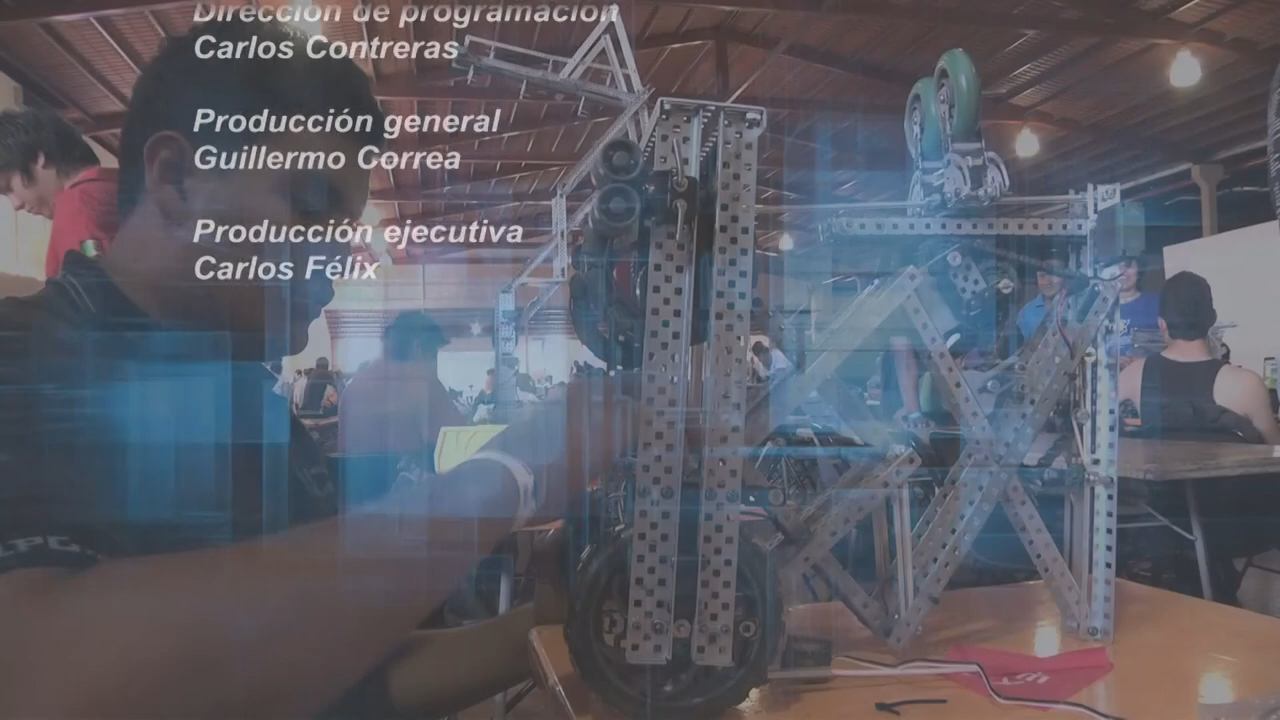 Dirección de programación
Carlos Contreras
Producción general
Guillermo Correa
Producción ejecutiva
Carlos Félix